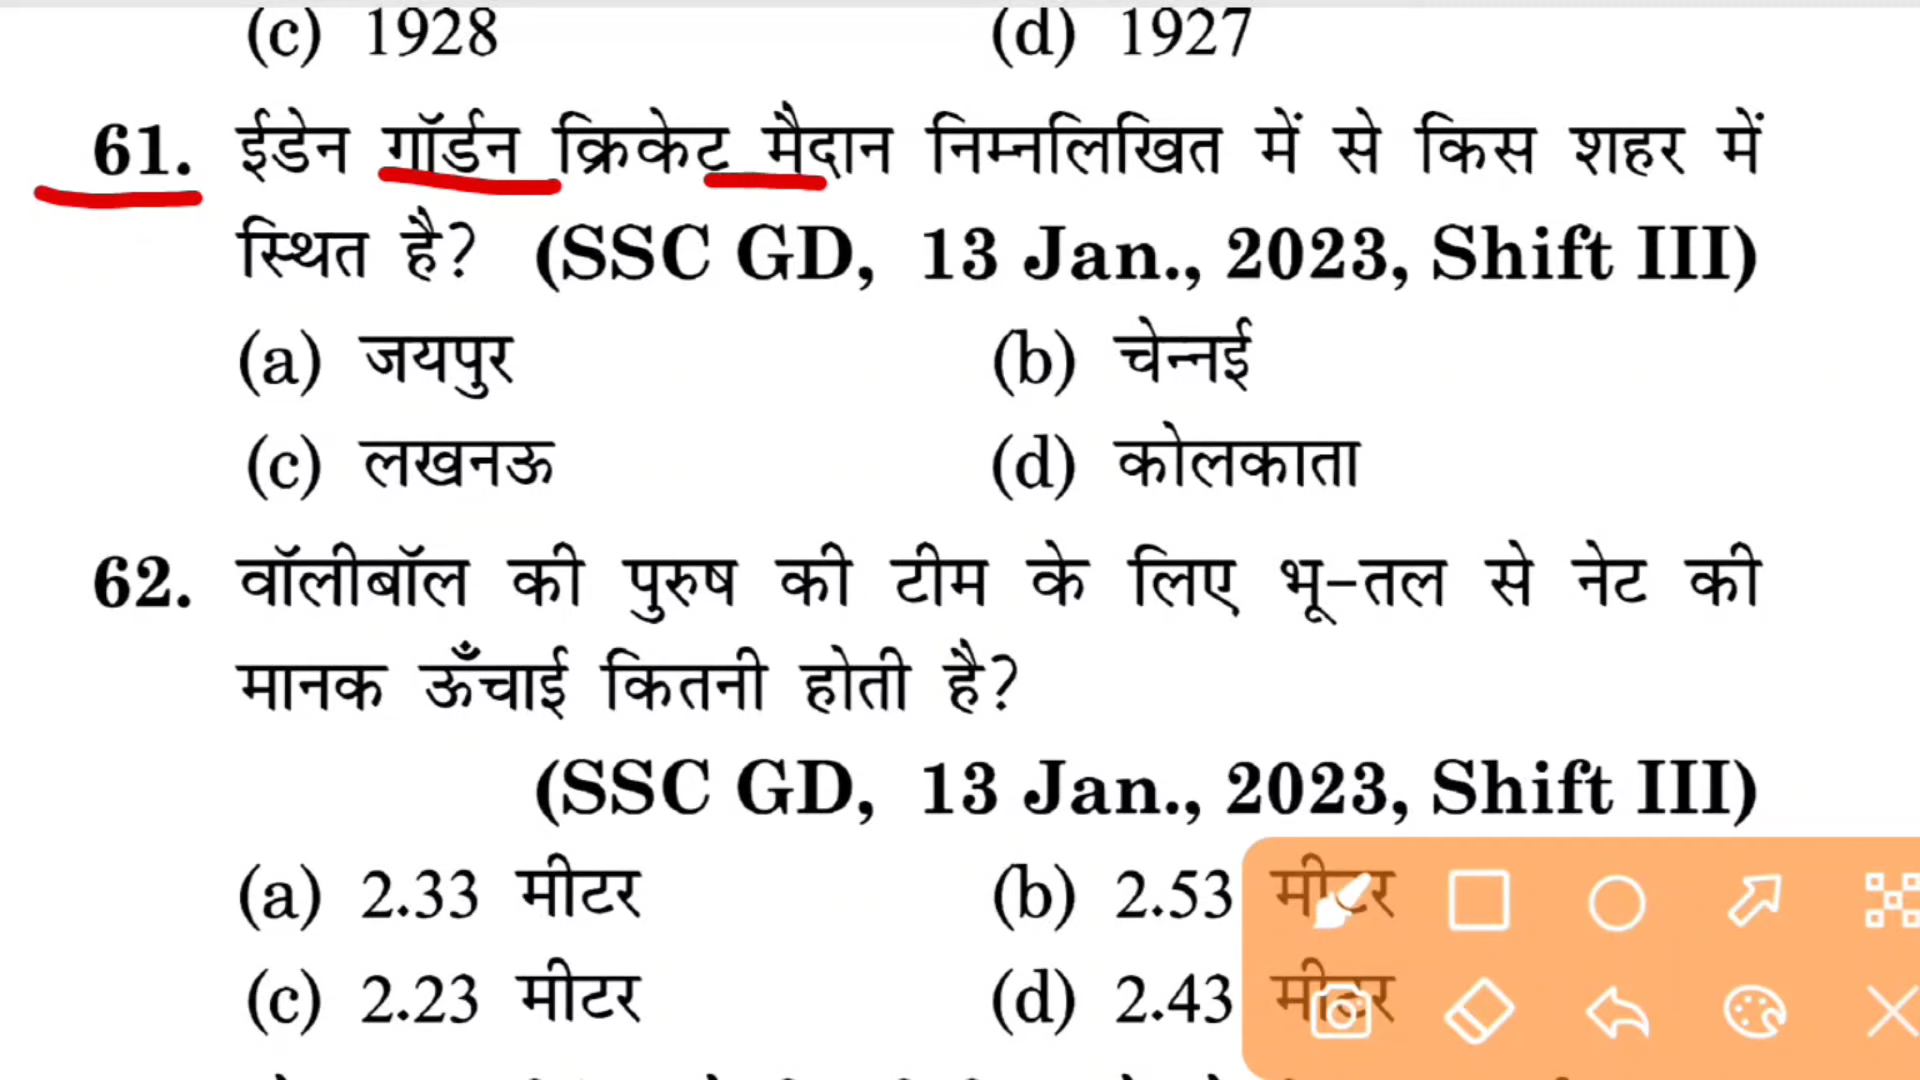 (c) 1928 (d) 1927
61. ईडेन गॉर्डन क्रिकेट मैदान निम्नलिखित में से किस शहर में
स्थित है? (SSC GD, 13 Jan., 2023, Shift III)
(a) जयपुर (b) चेन्नई
(c) लखनऊ (d) कोलकाता
62. वॉलीबॉल की पुरुष की टीम के लिए भू-तल से नेट की
मानक ऊँचाई कितनी होती है?
(SSC GD, 13 Jan., 2023, Shift III)
(a) 2.33 मीटर (b) 2.53 मीटर
(c) 2.23 मीटर (d) 2.43 मीटर